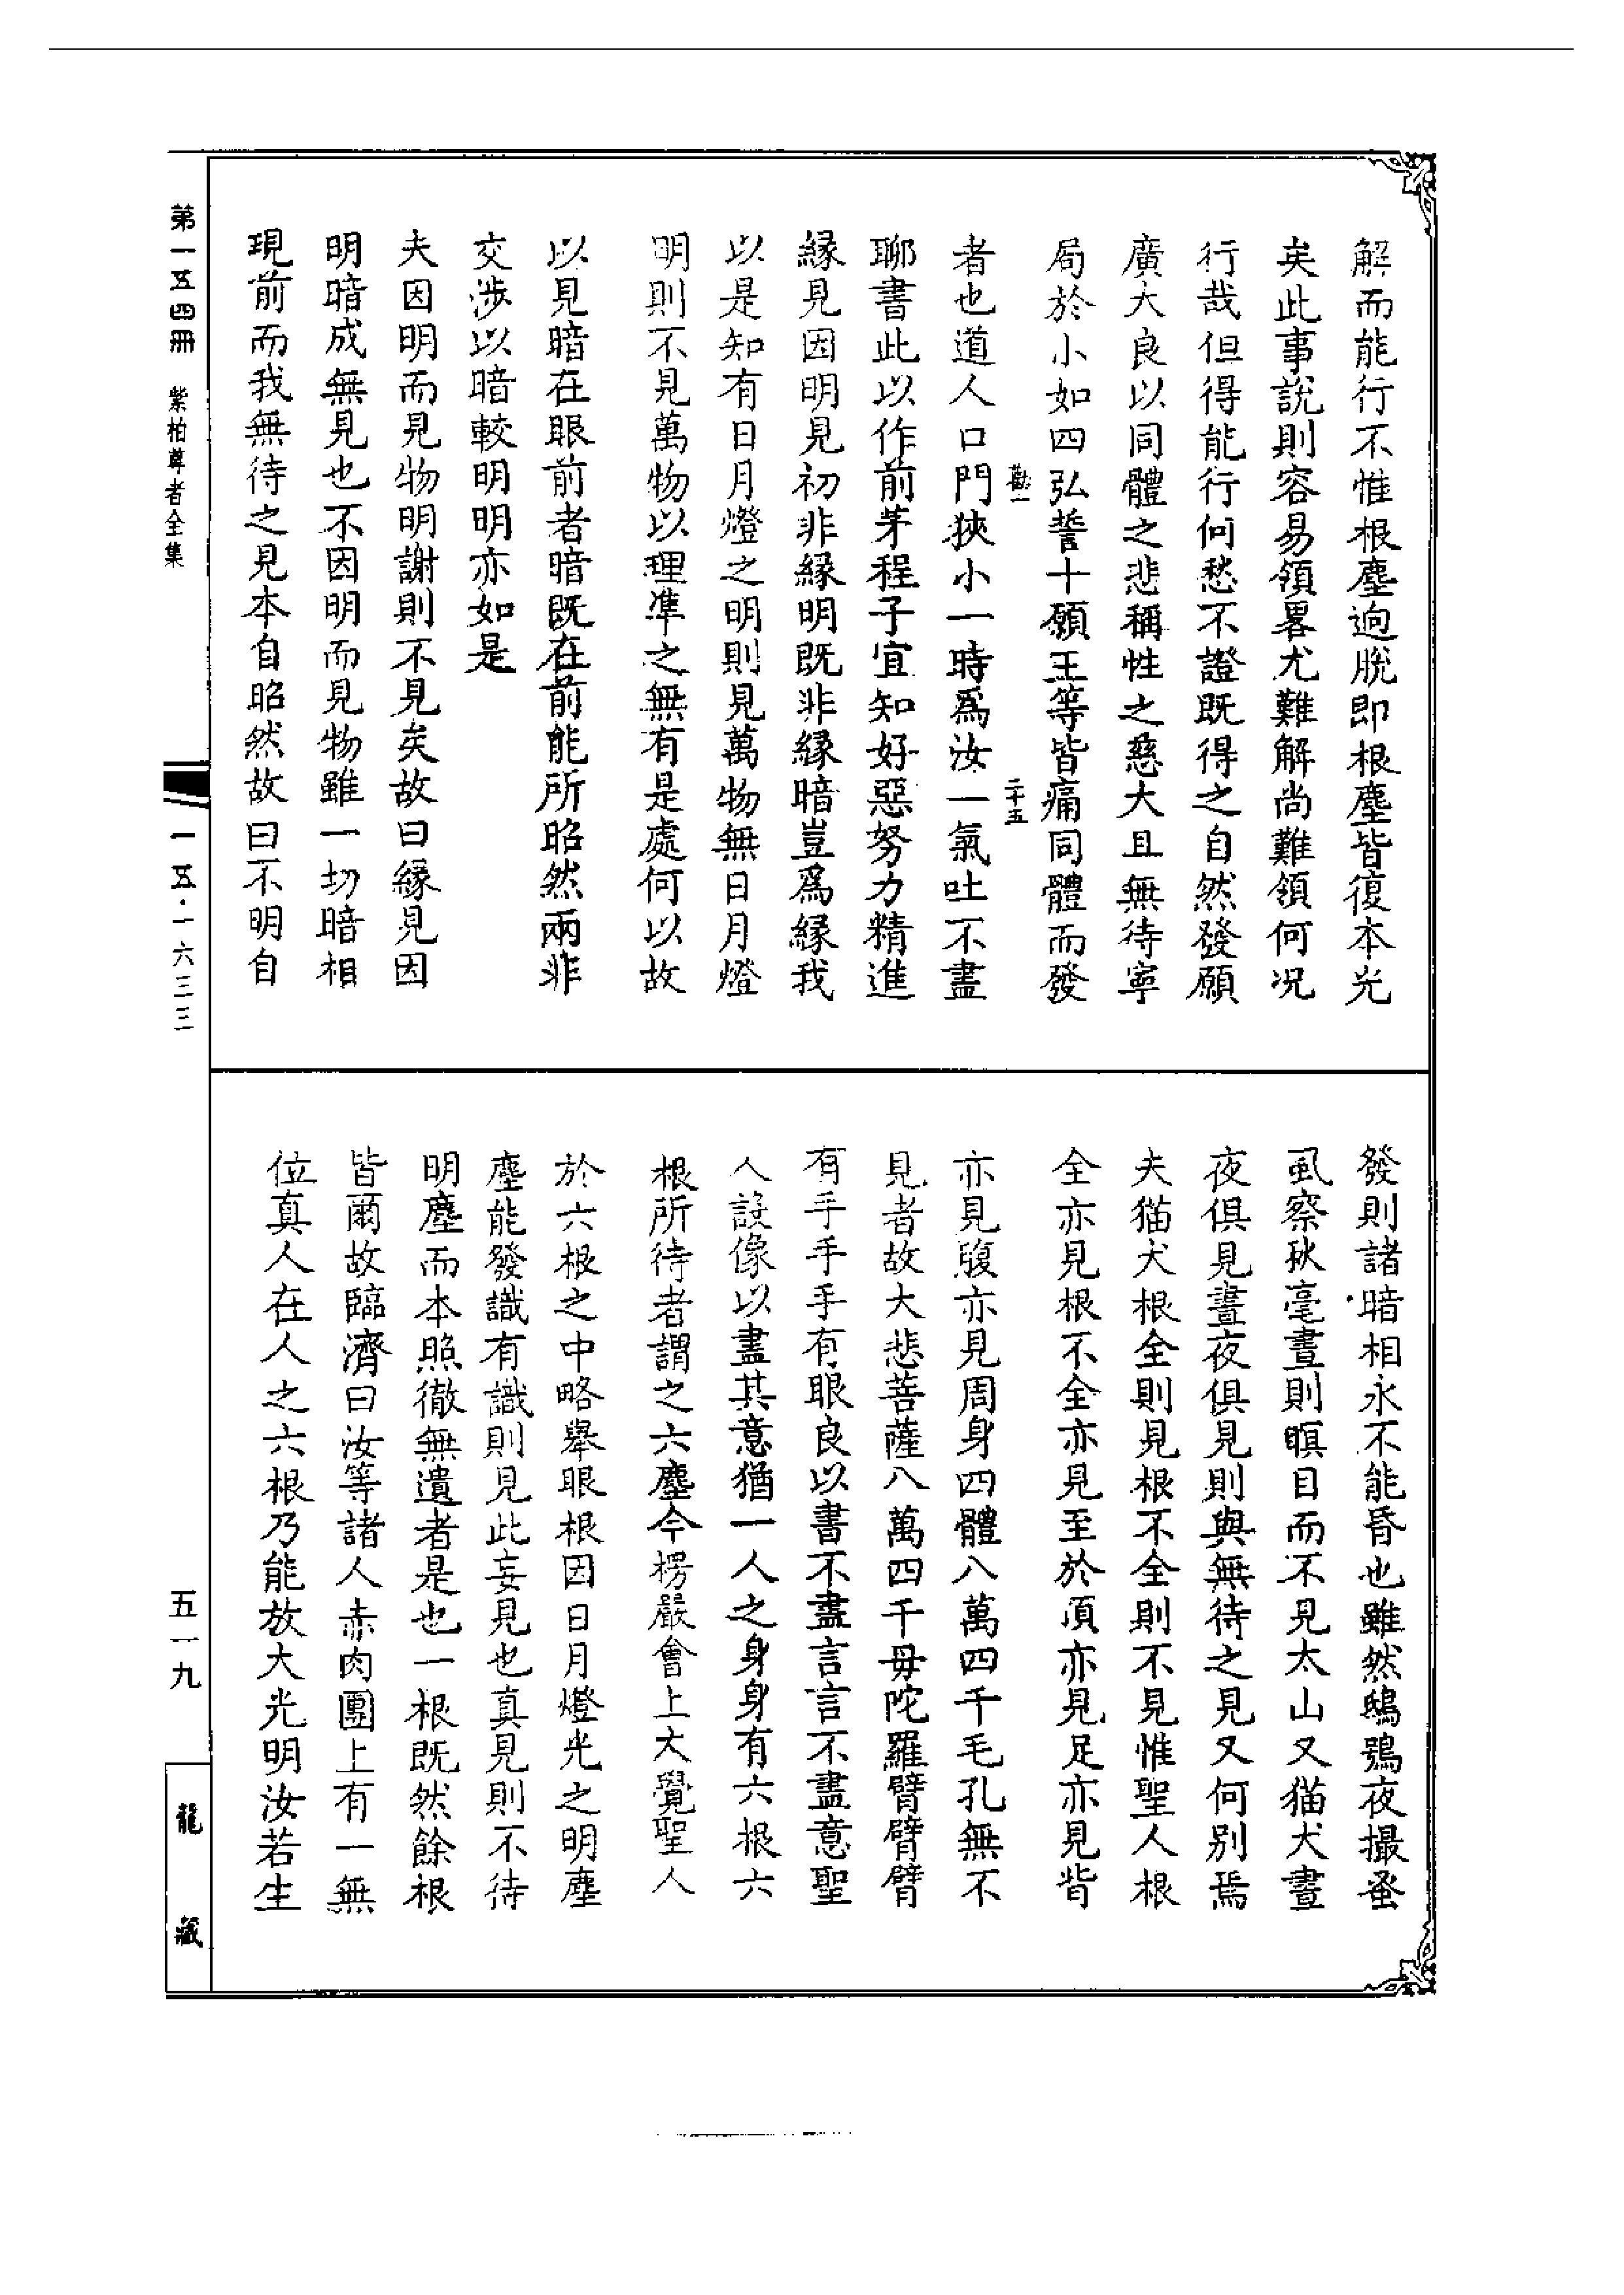 解而能行不惟根塵逈脫即根塵皆復本光
矣此事說則容易領畧尤難解尚難領何況
行哉但得能行何愁不證既得之自然發願
廣大良以同體之悲稱性之慈大且無待寧
局於小如四弘誓十願王等皆痛同體而發
勸一
二十五
者也道人口門狹小一時爲汝一氣吐不盡
聊書此以作前茅程子宜知好惡努力精進
緣見因明見初非緣明既非緣暗豈爲緣我
以是知有日月燈之明則見萬物無日月燈
明則不見萬物以理準之無有是處何以故
以見暗在眼前者暗既在前能所昭然兩非
交涉以暗較明明亦如是
夫因明而見物明謝則不見矣故曰緣見因
明暗成無見也不因明而見物雖一切暗相
現前而我無待之見本自昭然故曰不明自
發則諸暗相永不能昏也雖然鴟鴞夜撮蚤
虱察秋毫晝則瞑目而不見太山又猫犬晝
夜俱見晝夜俱見則與無待之見又何別焉
夫猫犬根全則見根不全則不見惟聖人根
全亦見根不全亦見至於頂亦見足亦見背
亦見腹亦見周身四體八萬四千毛孔無不
見者故大悲菩薩八萬四千毋陀羅臂臂臂
有手手手有眼良以書不盡言言不盡意聖
人設像以盡其意猶一人之身身有六根六
根所待者謂之六塵今楞嚴會上大覺聖人
於六根之中略舉眼根因日月燈光之明塵
塵能發識有識則見此妄見也真見則不待
明塵而本照徹無遺者是也一根既然餘根
皆爾故臨濟曰汝等諸人赤肉團上有一無
位真人在人之六根乃能放大光明汝若生
第一五四冊 紫柏尊者全集
一五·一六三三
五一九
龍藏